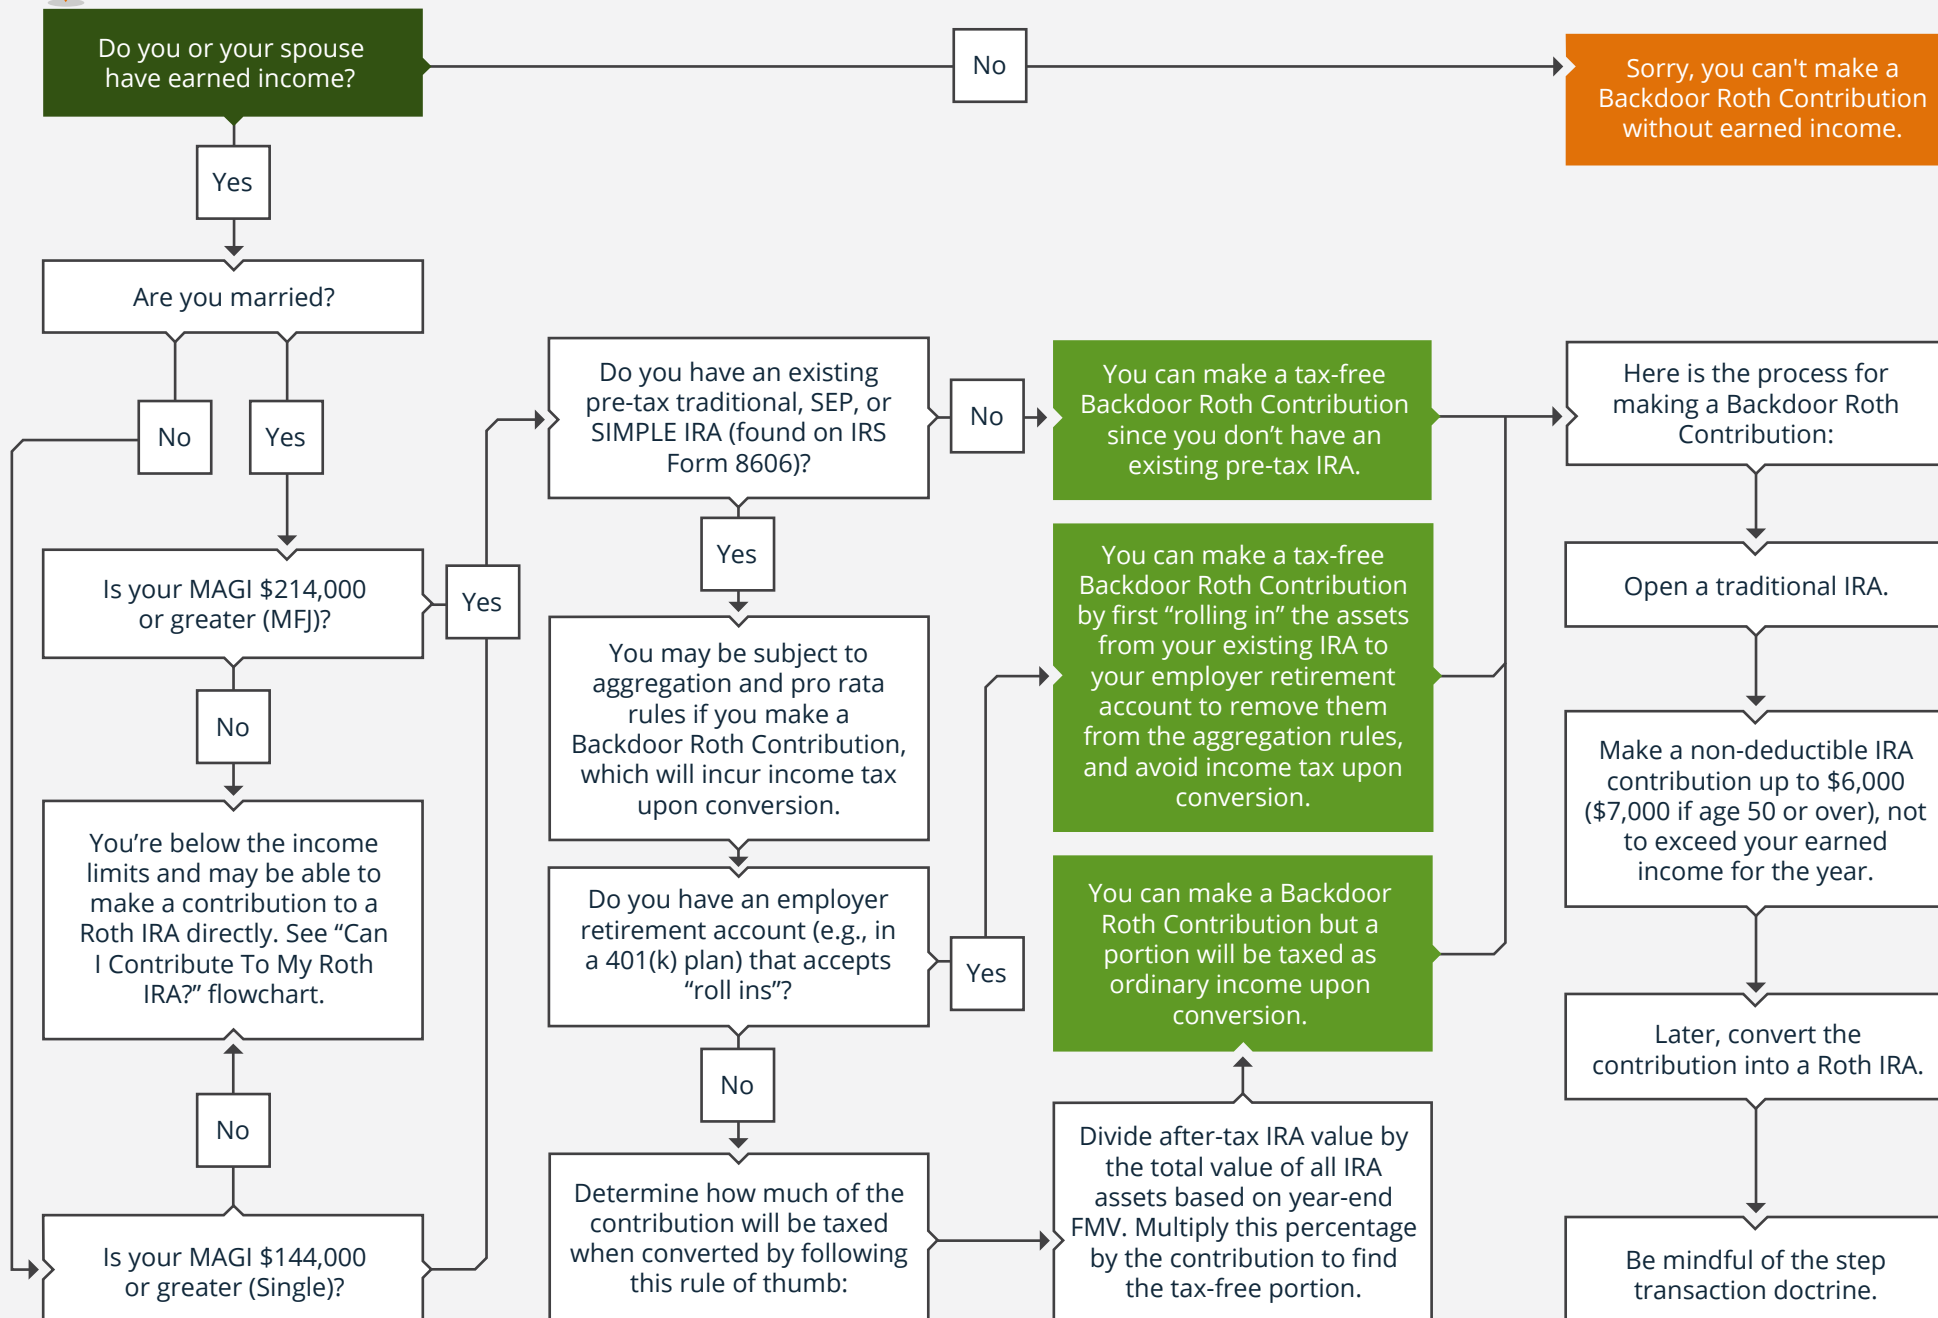 Do you or your spouse
have earned income?
No
Sorry, you can't make a
Backdoor Roth Contribution
without earned income.
Yes
Are you married?
No
Yes
Is your MAGI $214,000
or greater (MFJ)?
Yes
No
You’re below the income
limits and may be able to
make a contribution to a
Roth IRA directly. See “Can
I Contribute To My Roth
IRA?” flowchart.
No
Is your MAGI $144,000
or greater (Single)?
Do you have an existing
pre-tax traditional, SEP, or
SIMPLE IRA (found on IRS
Form 8606)?
No
Yes
You may be subject to
aggregation and pro rata
rules if you make a
Backdoor Roth Contribution,
which will incur income tax
upon conversion.
Do you have an employer
retirement account (e.g., in
a 401(k) plan) that accepts
“roll ins”?
Yes
No
Determine how much of the
contribution will be taxed
when converted by following
this rule of thumb:
You can make a tax-free
Backdoor Roth Contribution
since you don’t have an
existing pre-tax IRA.
You can make a tax-free
Backdoor Roth Contribution
by first “rolling in” the assets
from your existing IRA to
your employer retirement
account to remove them
from the aggregation rules,
and avoid income tax upon
conversion.
You can make a Backdoor
Roth Contribution but a
portion will be taxed as
ordinary income upon
conversion.
Divide after-tax IRA value by
the total value of all IRA
assets based on year-end
FMV. Multiply this percentage
by the contribution to find
the tax-free portion.
Here is the process for
making a Backdoor Roth
Contribution:
Open a traditional IRA.
Make a non-deductible IRA
contribution up to $6,000
($7,000 if age 50 or over), not
to exceed your earned
income for the year.
Later, convert the
contribution into a Roth IRA.
Be mindful of the step
transaction doctrine.